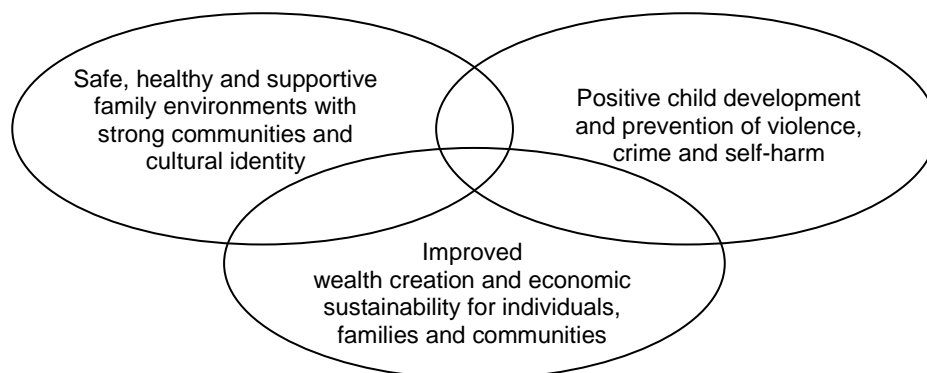 Safe, healthy and supportive
family environments with
strong communities and
cultural identity
Positive child development
and prevention of violence,
crime and self-harm
Improved
wealth creation and economic
sustainability for individuals,
families and communities